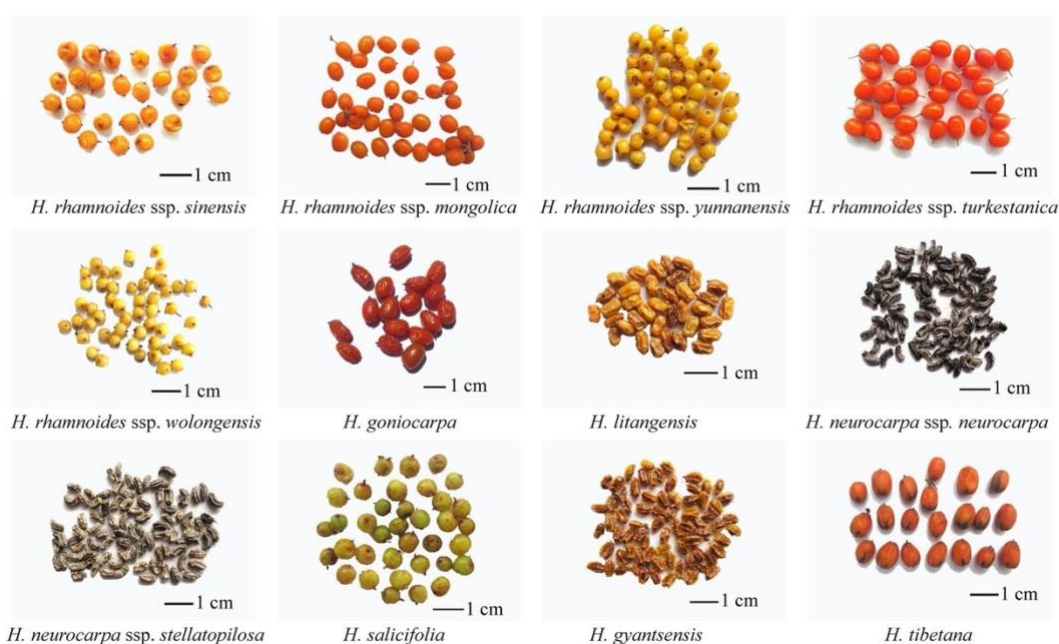 1 cm
1 cm
1 cm
1 cm
H. rhamnoides ssp. sinensis
H. rhamnoides ssp. mongolica
H. rhamnoides ssp. yunnanensis
H. rhamnoides ssp. turkestanica
1 cm
1 cm
1 cm
1 cm
H. rhamnoides ssp. wolongensis
H. goniocarpa
H. litangensis
H. neurocarpa ssp. neurocarpa
1 cm
1 cm
1 cm
1 cm
H. neurocarpa ssp. stellatopilosa
H. salicifolia
H. gyantsensis
H. tibetana